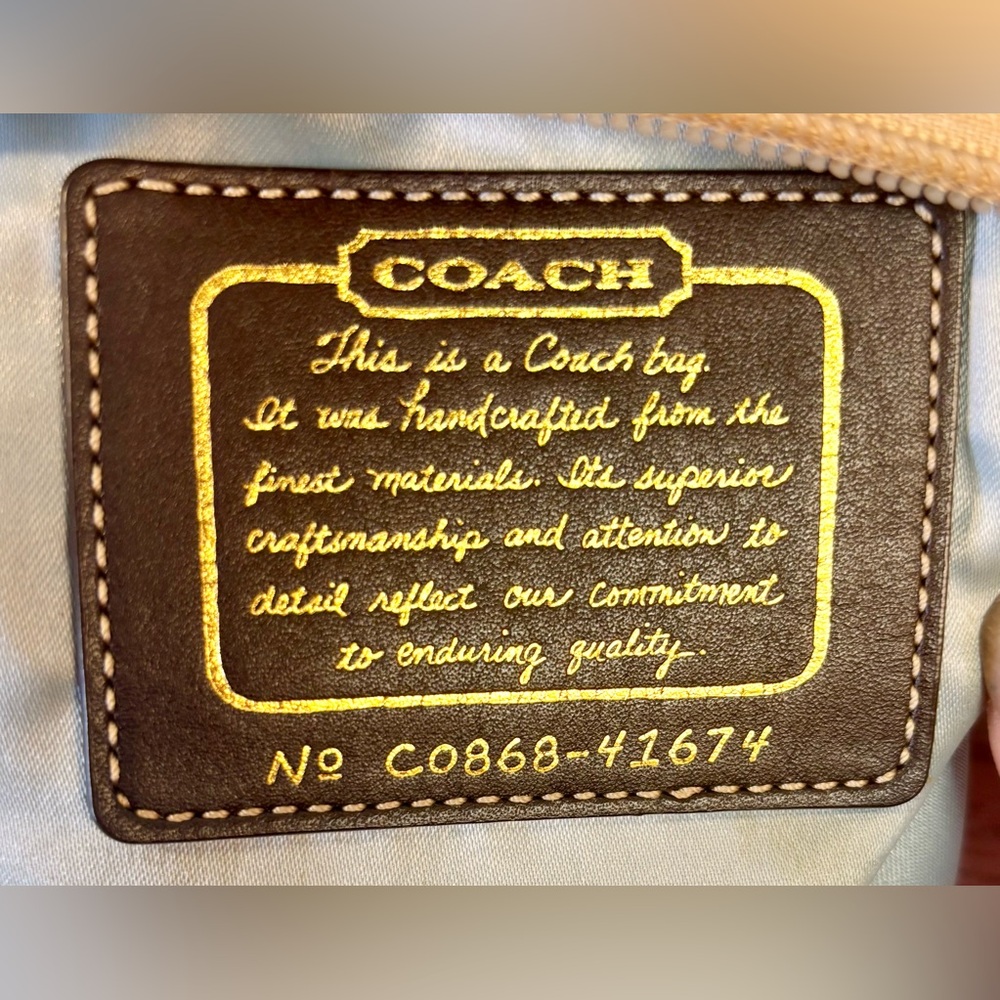 COACH
This is a Coach bag.
It was handcrafted from the
finest materials. Its superior
craftsmanship and attention to
detail reflect our commitment
to enduring quality.
Nº C0868-41674